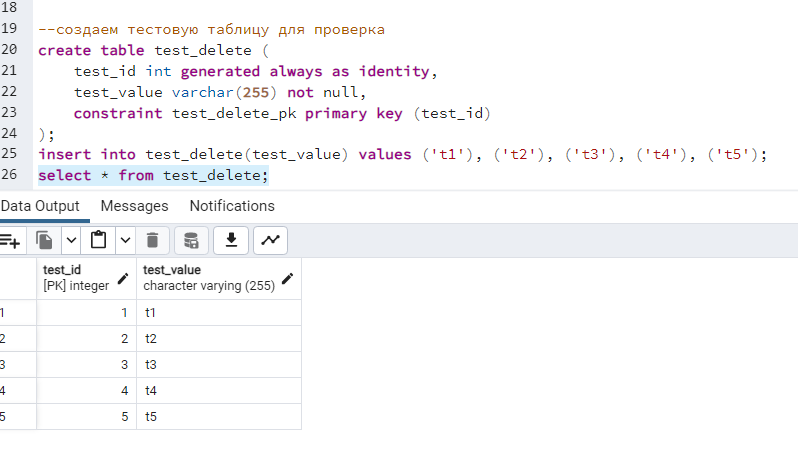 18
19 --создаем тестовую таблицу для проверка
20 create table test_delete (
21 test_id int generated always as identity,
22 test_value varchar(255) not null,
23 constraint test_delete_pk primary key (test_id)
24 );
25 insert into test_delete(test_value) values ('t1'), ('t2'), ('t3'), ('t4'), ('t5');
26 select * from test_delete;
Data Output Messages Notifications
test_id test_value
[PK] integer character varying (255)
1 1 t1
2 2 t2
3 3 t3
4 4 t4
5 5 t5